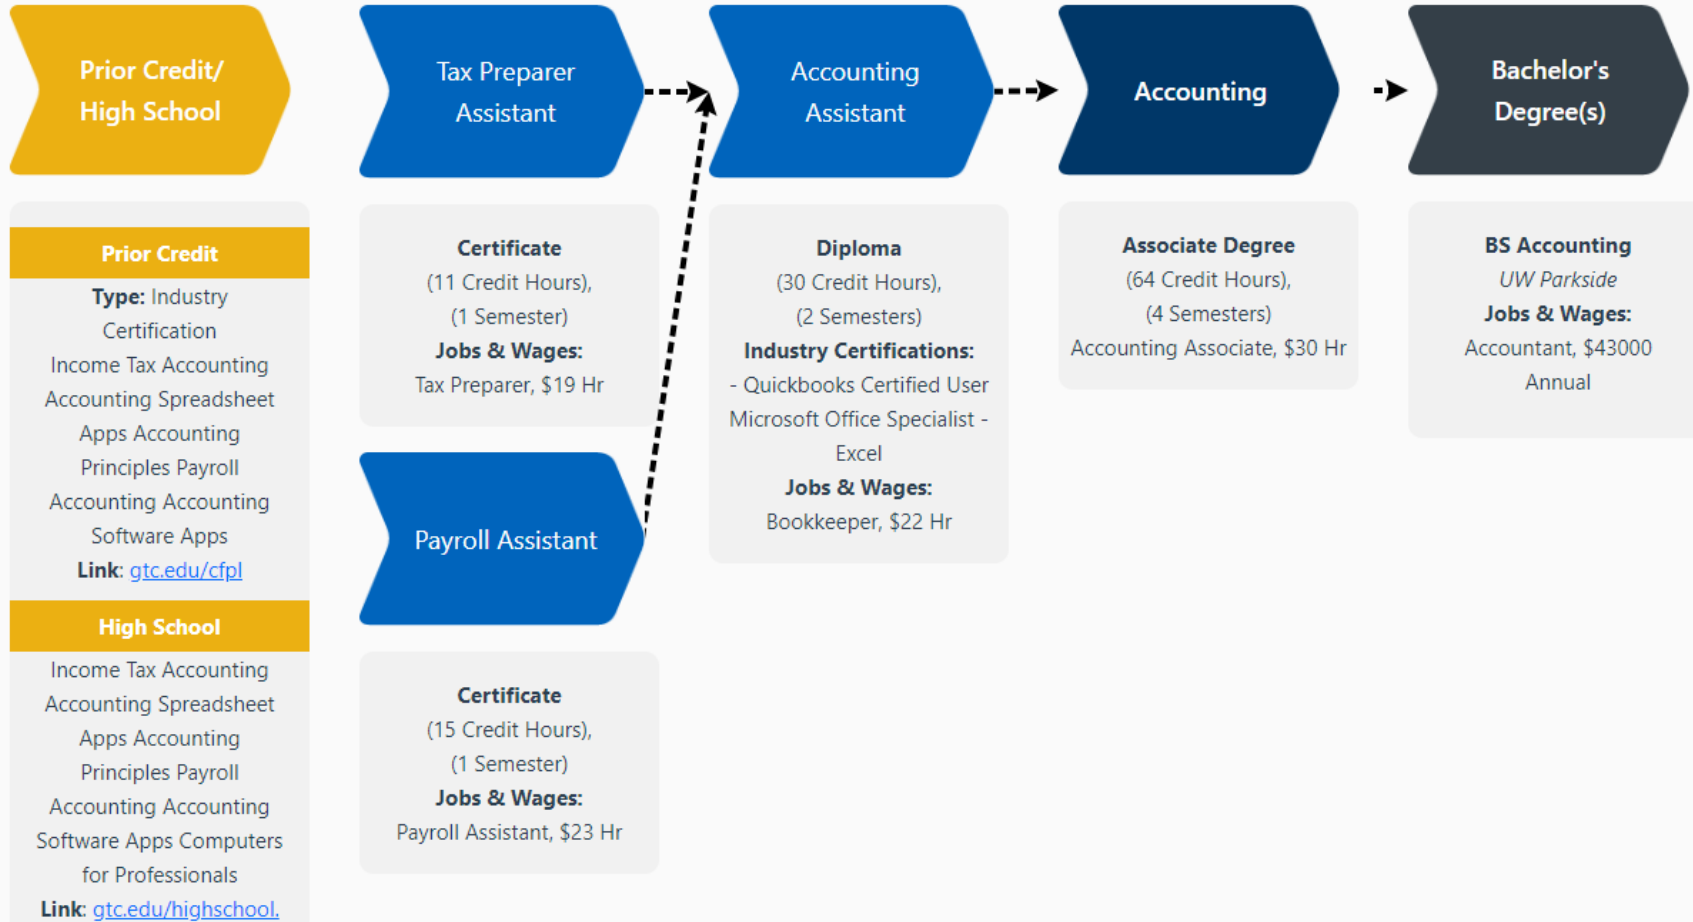 Prior Credit/
High School
Prior Credit
Type: Industry
Certification
Income Tax Accounting
Accounting Spreadsheet
Apps Accounting
Principles Payroll
Accounting Accounting
Software Apps
Link: gtc.edu/cfpl
High School
Income Tax Accounting
Accounting Spreadsheet
Apps Accounting
Principles Payroll
Accounting Accounting
Software Apps Computers
for Professionals
Link: gtc.edu/highschool.
Tax Preparer
Assistant
Certificate
(11 Credit Hours),
(1 Semester)
Jobs & Wages:
Tax Preparer, $19 Hr
Payroll Assistant
Certificate
(15 Credit Hours),
(1 Semester)
Jobs & Wages:
Payroll Assistant, $23 Hr
Accounting
Assistant
Diploma
(30 Credit Hours),
(2 Semesters)
Industry Certifications:
- Quickbooks Certified User
Microsoft Office Specialist -
Excel
Jobs & Wages:
Bookkeeper, $22 Hr
Accounting
Associate Degree
(64 Credit Hours),
(4 Semesters)
Accounting Associate, $30 Hr
Bachelor's
Degree(s)
BS Accounting
UW Parkside
Jobs & Wages:
Accountant, $43000
Annual